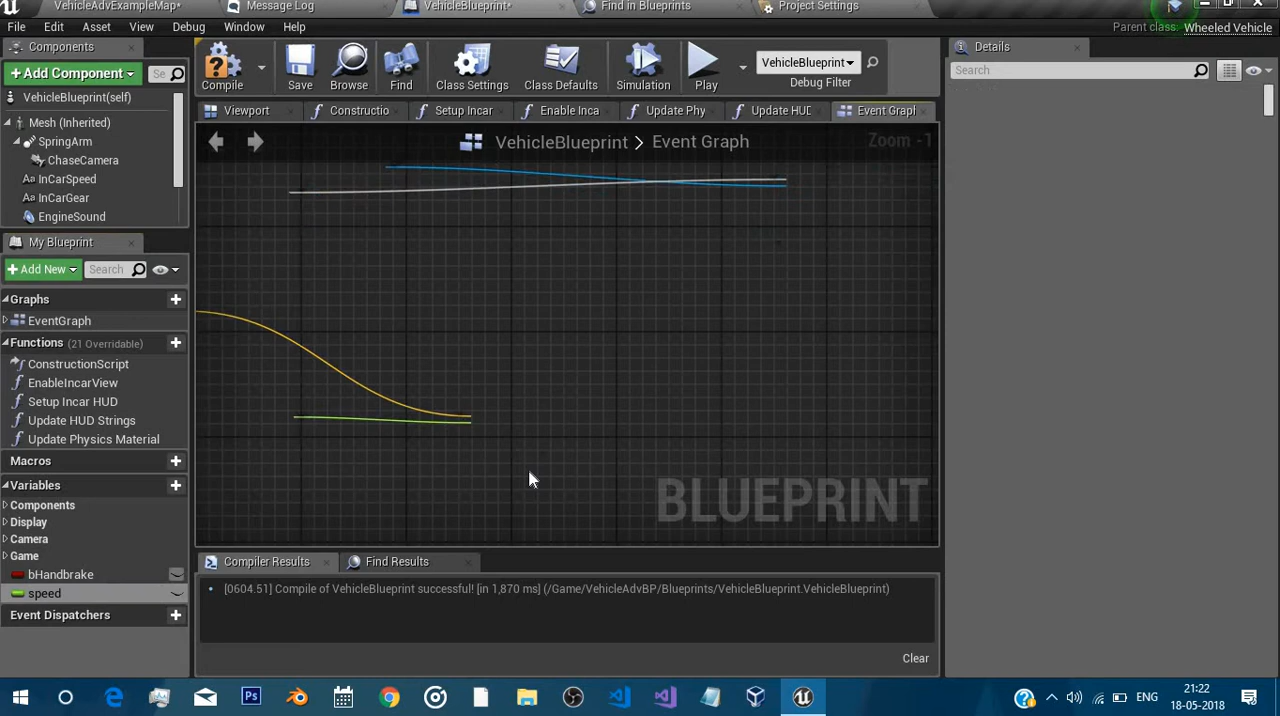 VehicleAdvExampleMap*
Message Log
VehicleBlueprint*
Find in Blueprints
Project Settings
File
Edit
Asset
View
Debug
Window
Help
Parent class:
Wheeled Vehicle
Components
+ Add Component
Se
VehicleBlueprint(self)
Mesh (Inherited)
SpringArm
ChaseCamera
InCarSpeed
InCarGear
EngineSound
Compile
Save
Browse
Find
Class Settings
Class Defaults
Simulation
Play
VehicleBlueprint
Debug Filter
Details
Search
Viewport
Constructio
Setup Incar
Enable Inca
Update Phy
Update HUD
Event Graph
VehicleBlueprint > Event Graph
Zoom -1
My Blueprint
+ Add New
Search
Graphs
EventGraph
Functions (21 Overridable)
ConstructionScript
EnableIncarView
Setup Incar HUD
Update HUD Strings
Update Physics Material
Macros
Variables
Components
Display
Camera
Game
bHandbrake
speed
Event Dispatchers
BLUEPRINT
Compiler Results
Find Results
[0604.51] Compile of VehicleBlueprint successful! [in 1,870 ms] (/Game/VehicleAdvBP/Blueprints/VehicleBlueprint.VehicleBlueprint)
Clear
ENG
21:22
18-05-2018